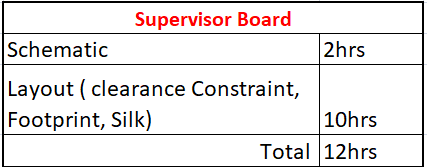 Supervisor Board
Schematic 2hrs
Layout ( clearance Constraint,
Footprint, Silk) 10hrs
Total 12hrs